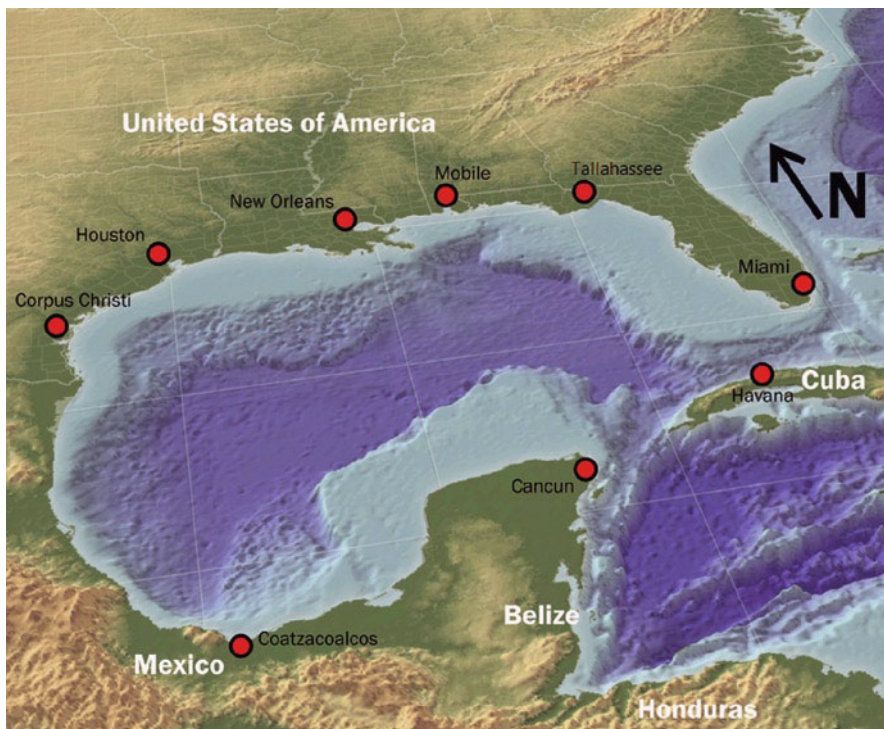 United States of America
N
Tallahassee
Mobile
New Orleans
Houston
Miami
Corpus Christi
Cuba
Havana
Cancun
Belize
Coatzacoalcos
Mexico
Honduras